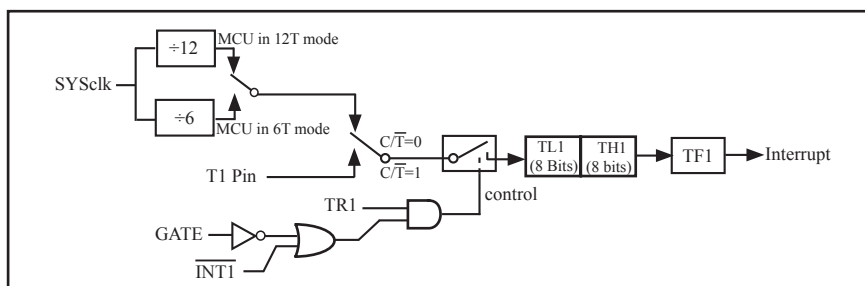 ÷12
MCU in 12T mode
SYSclk
÷6
MCU in 6T mode
C/T̅=0
C/T̅=1
T1 Pin
TL1
(8 Bits)
TH1
(8 bits)
TF1
Interrupt
control
TR1
GATE
I̅N̅T̅1̅